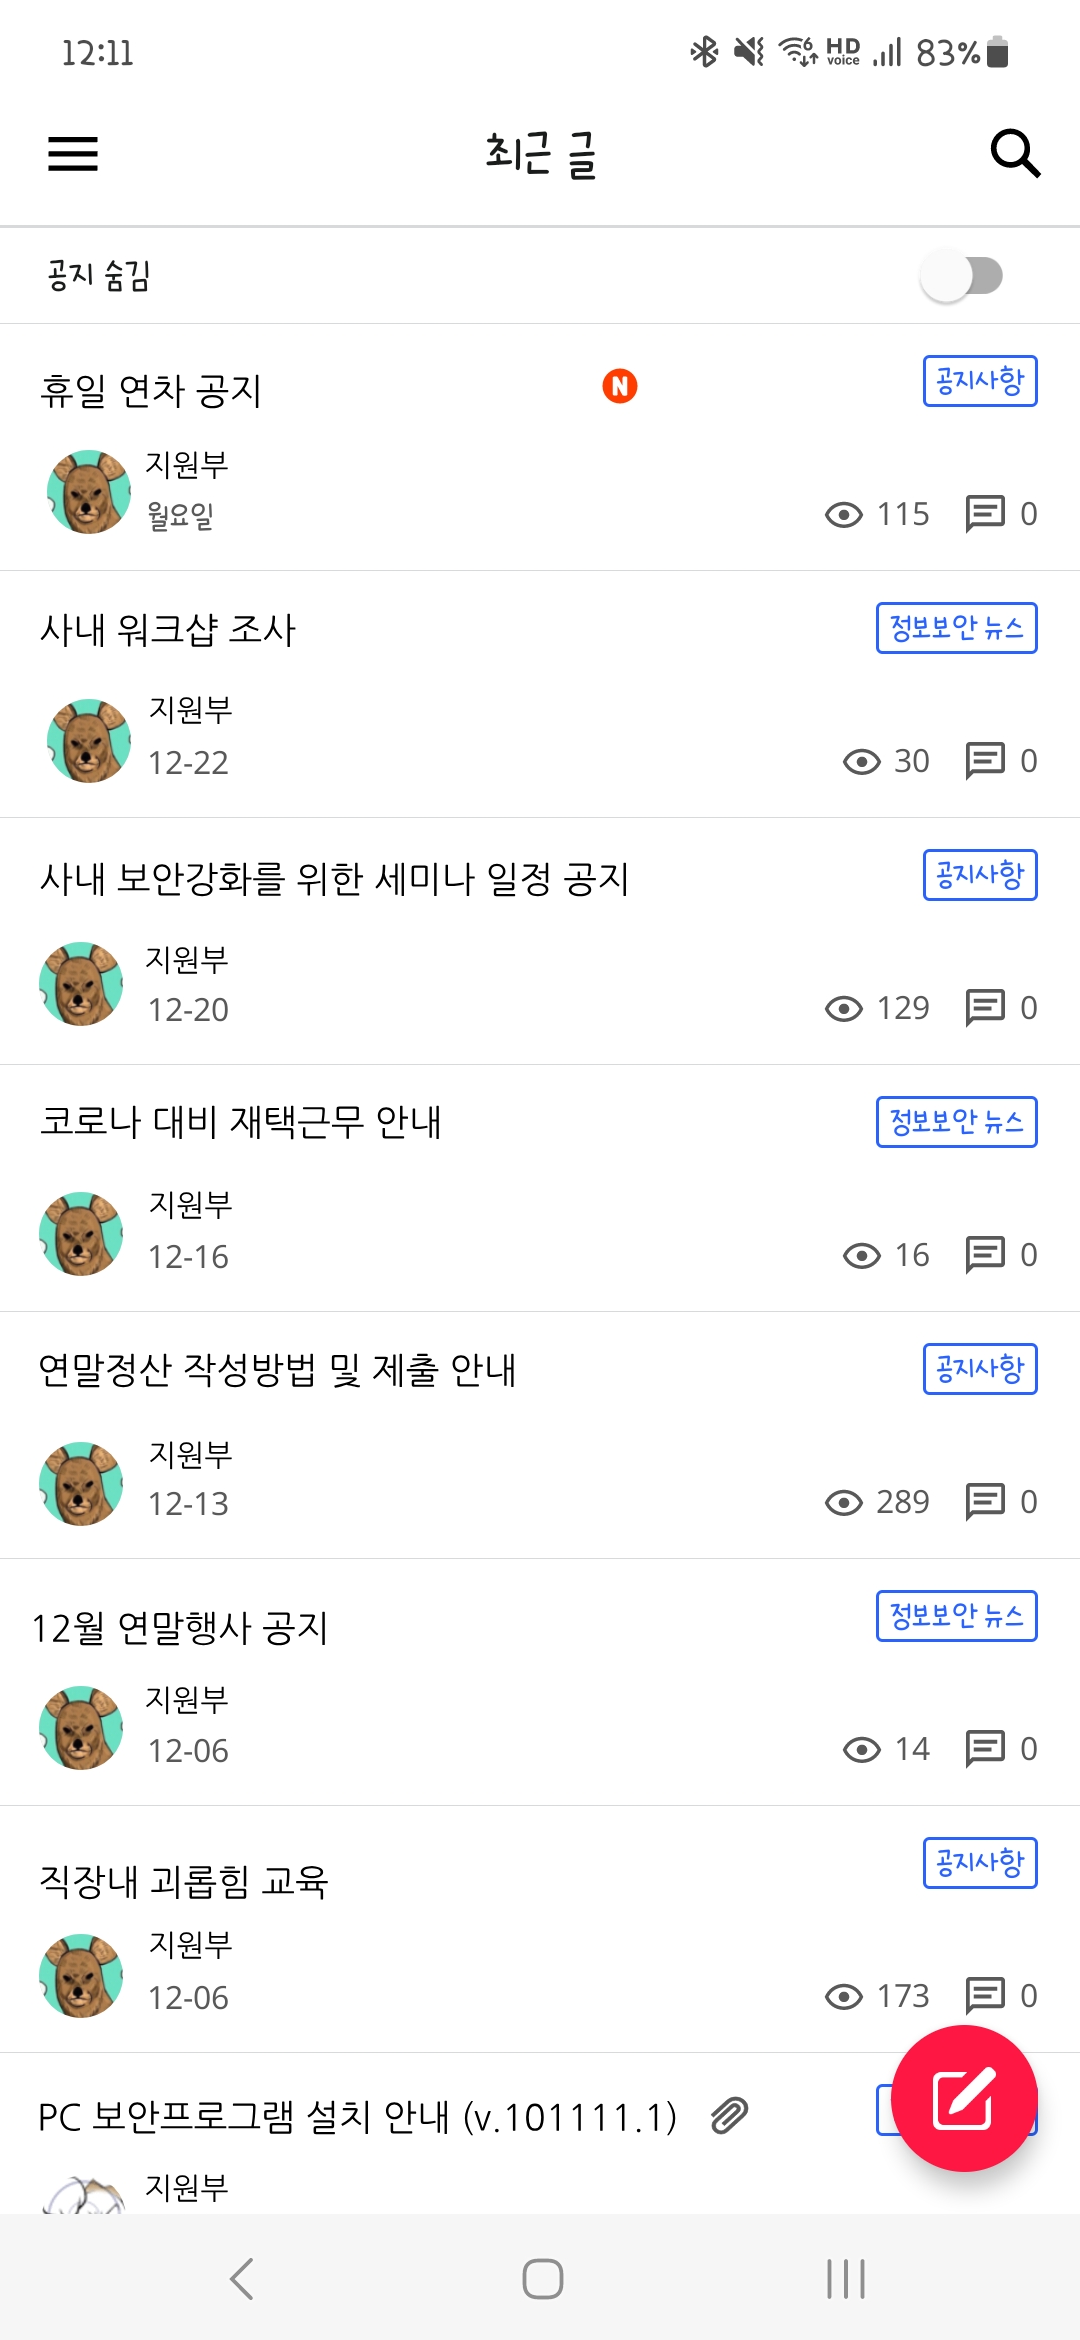 12:11
HD voice 83%
최근 글
공지 숨김
휴일 연차 공지 N 공지사항
지원부
월요일 115 0
사내 워크샵 조사 정보보안 뉴스
지원부
12-22 30 0
사내 보안강화를 위한 세미나 일정 공지 공지사항
지원부
12-20 129 0
코로나 대비 재택근무 안내 정보보안 뉴스
지원부
12-16 16 0
연말정산 작성방법 및 제출 안내 공지사항
지원부
12-13 289 0
12월 연말행사 공지 정보보안 뉴스
지원부
12-06 14 0
직장내 괴롭힘 교육 공지사항
지원부
12-06 173 0
PC 보안프로그램 설치 안내 (v.101111.1)
지원부